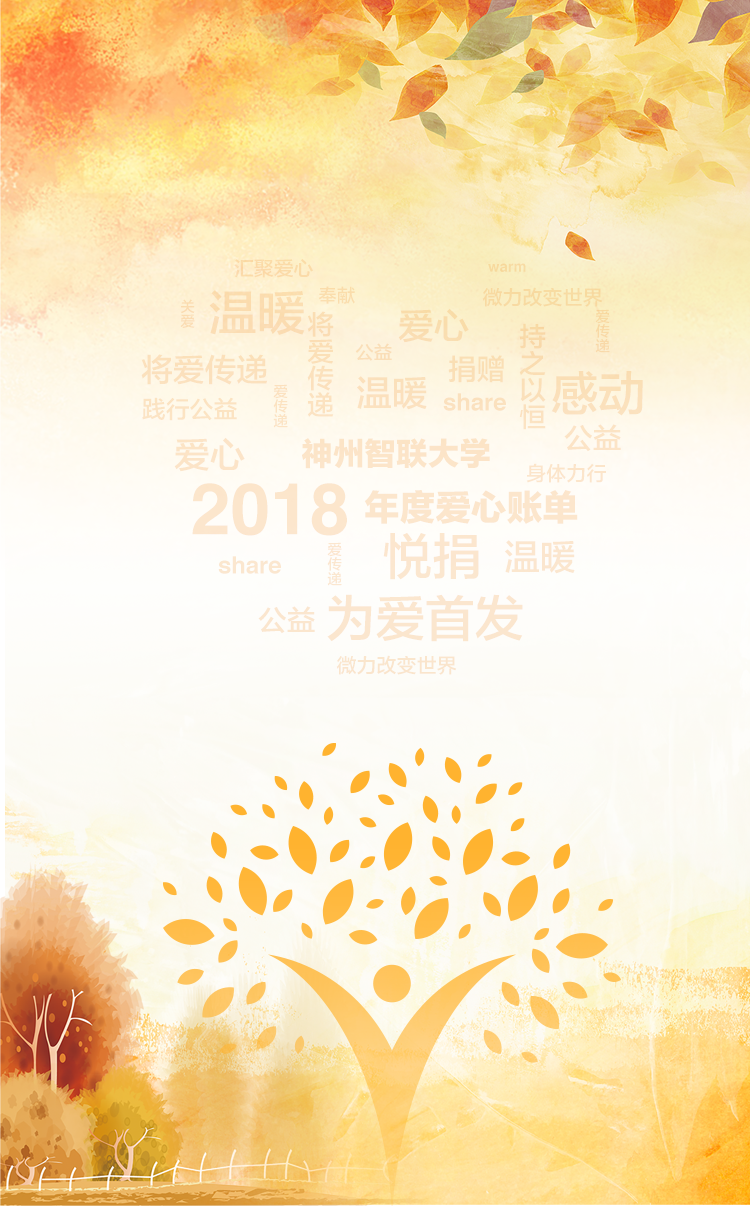 汇聚爱心
warm
关爱
温暖
奉献
微力改变世界
将爱传递
爱心
爱传递
持之以恒
公益
将爱传递
捐赠
温暖
share
感动
爱传递
践行公益
公益
爱心
神州智联大学
身体力行
2018 年度爱心账单
悦捐
温暖
share
爱传递
公益
为爱首发
微力改变世界